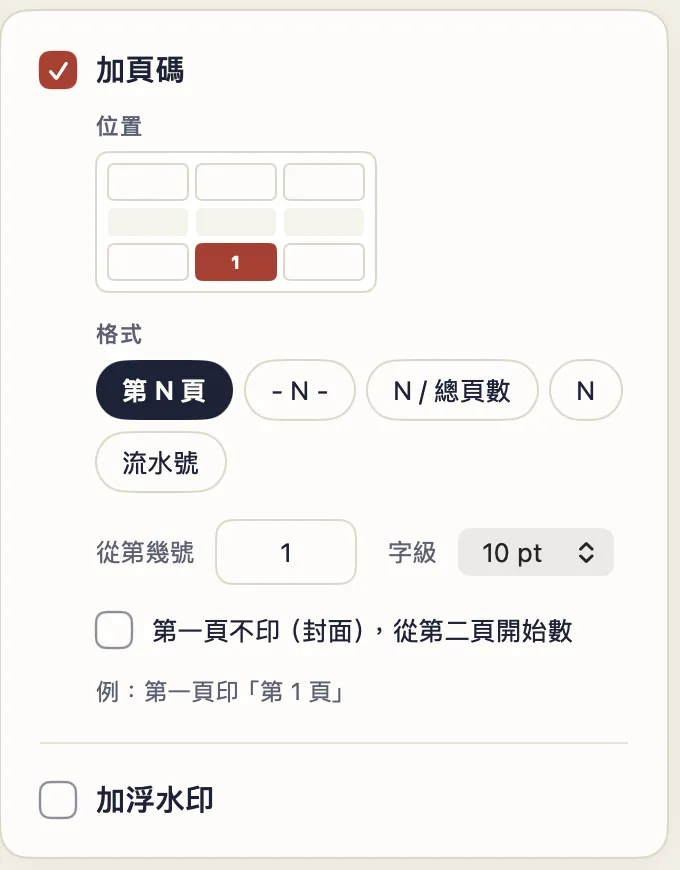 加頁碼
位置
1
格式
第 N 頁
- N -
N / 總頁數
N
流水號
從第幾號 1 字級 10 pt
第一頁不印（封面），從第二頁開始數
例：第一頁印「第 1 頁」
加浮水印